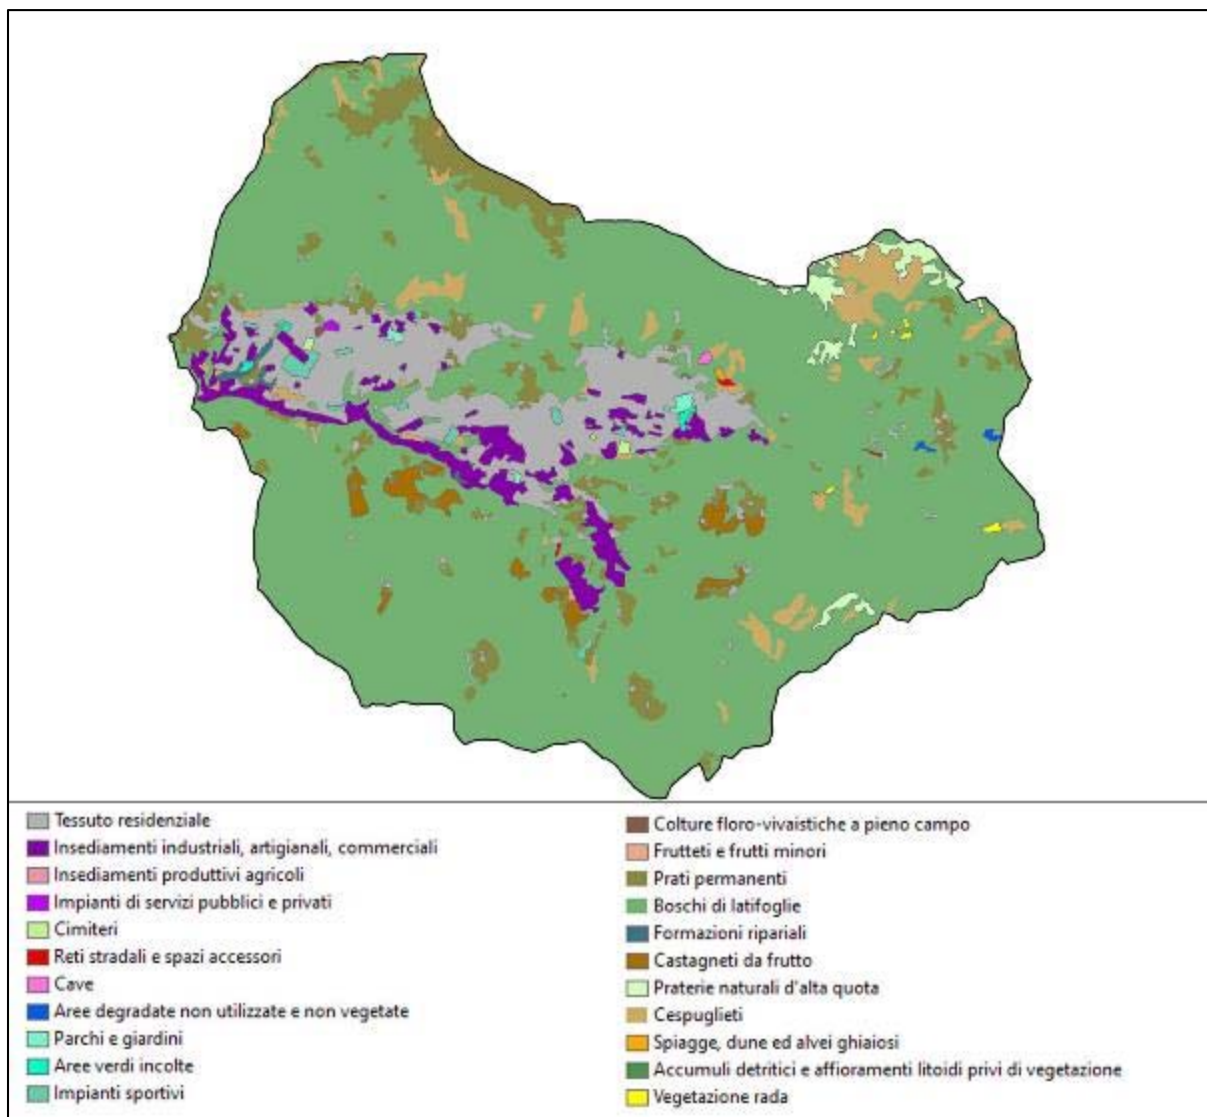 Tessuto residenziale
Insediamenti industriali, artigianali, commerciali
Insediamenti produttivi agricoli
Impianti di servizi pubblici e privati
Cimiteri
Reti stradali e spazi accessori
Cave
Aree degradate non utilizzate e non vegetate
Parchi e giardini
Aree verdi incolte
Impianti sportivi
Colture floro-vivaistiche a pieno campo
Frutteti e frutti minori
Prati permanenti
Boschi di latifoglie
Formazioni ripariali
Castagneti da frutto
Praterie naturali d'alta quota
Cespuglieti
Spiagge, dune ed alvei ghiaiosi
Accumuli detritici e affioramenti litoidi privi di vegetazione
Vegetazione rada